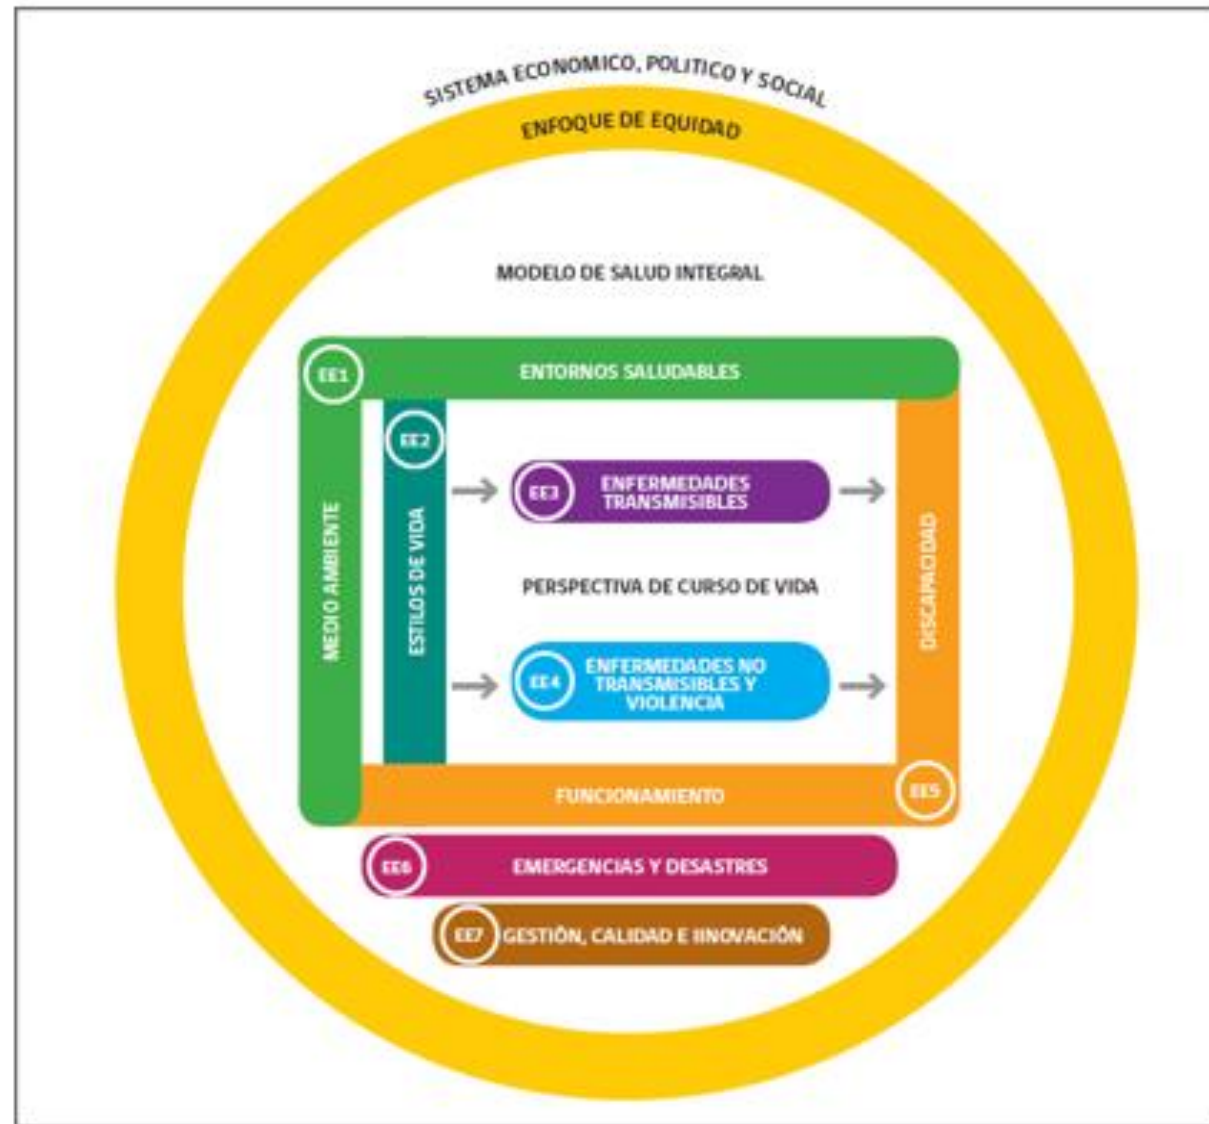 SISTEMA ECONOMICO, POLITICO Y SOCIAL
ENFOQUE DE EQUIDAD
MODELO DE SALUD INTEGRAL
EE1
ENTORNOS SALUDABLES
MEDIO AMBIENTE
EE2
ESTILOS DE VIDA
EE3
ENFERMEDADES
TRANSMISIBLES
PERSPECTIVA DE CURSO DE VIDA
EE4
ENFERMEDADES NO
TRANSMISIBLES Y
VIOLENCIA
DISCAPACIDAD
FUNCIONAMIENTO
EE5
EE6
EMERGENCIAS Y DESASTRES
EE7
GESTIÓN, CALIDAD E IINOVACIÓN